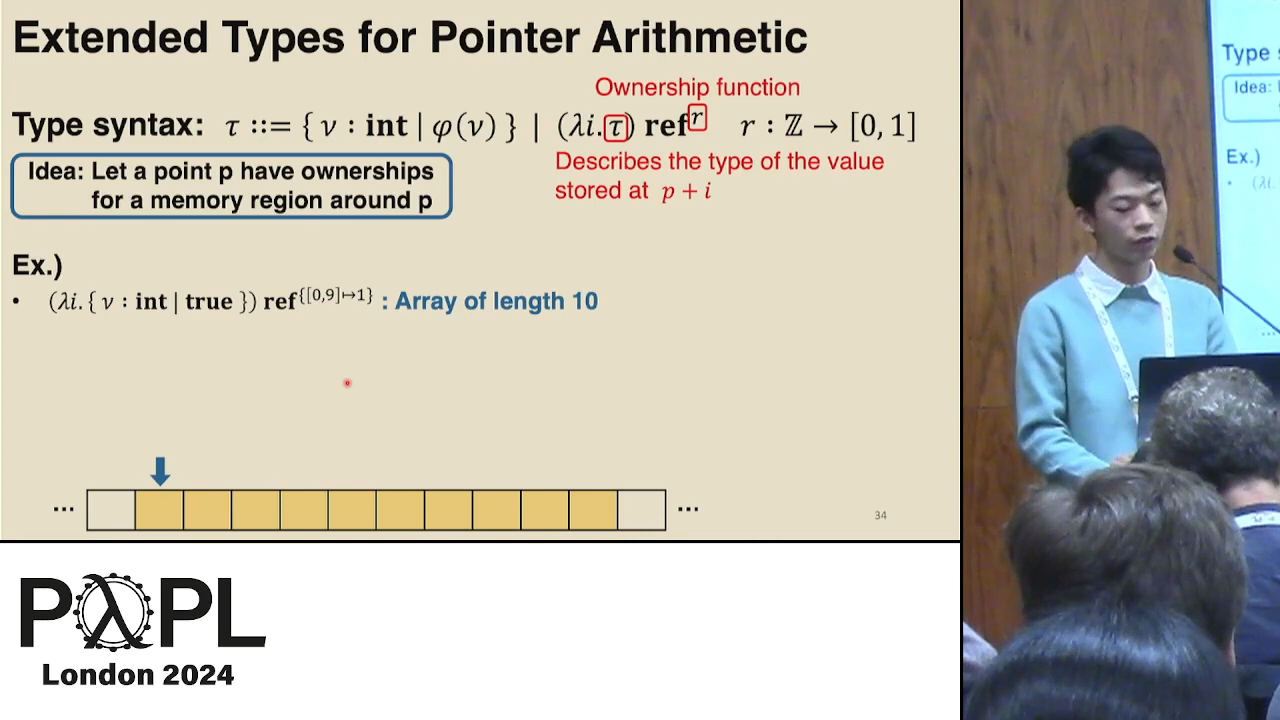 Extended Types for Pointer Arithmetic
Ownership function
Type syntax: τ ::= { ν : int | φ(ν) } | (λi. τ) ref^r r : ℤ → [0, 1]
Idea: Let a point p have ownerships
for a memory region around p
Describes the type of the value
stored at p + i
Ex.)
• (λi. { ν : int | true }) ref^{[0,9]↦1} : Array of length 10
... ...
34
PλPL
London 2024
Type
Idea: L
Ex.)
• (λi.